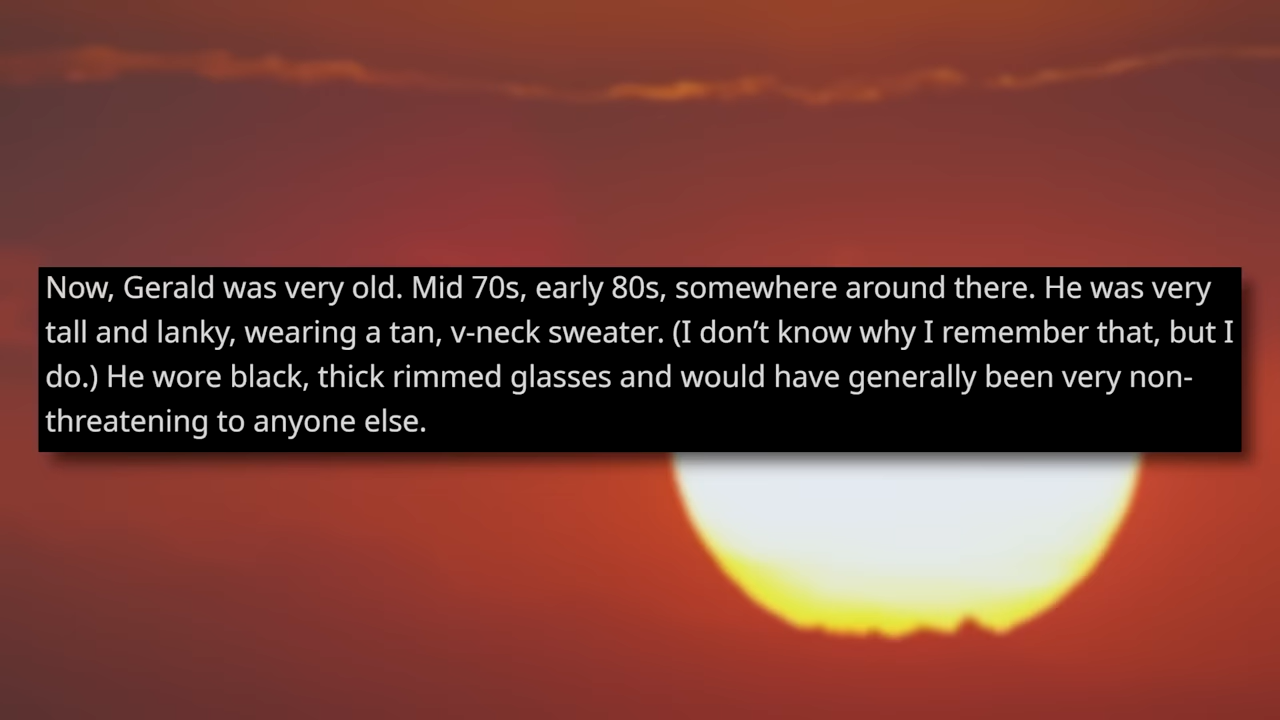 Now, Gerald was very old. Mid 70s, early 80s, somewhere around there. He was very
tall and lanky, wearing a tan, v-neck sweater. (I don’t know why I remember that, but I
do.) He wore black, thick rimmed glasses and would have generally been very non-
threatening to anyone else.